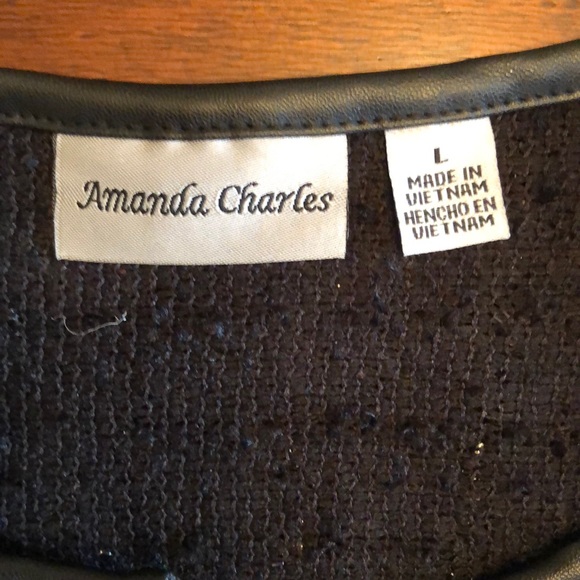 Amanda Charles
L
MADE IN
VIETNAM
HENCHO EN
VIETNAM